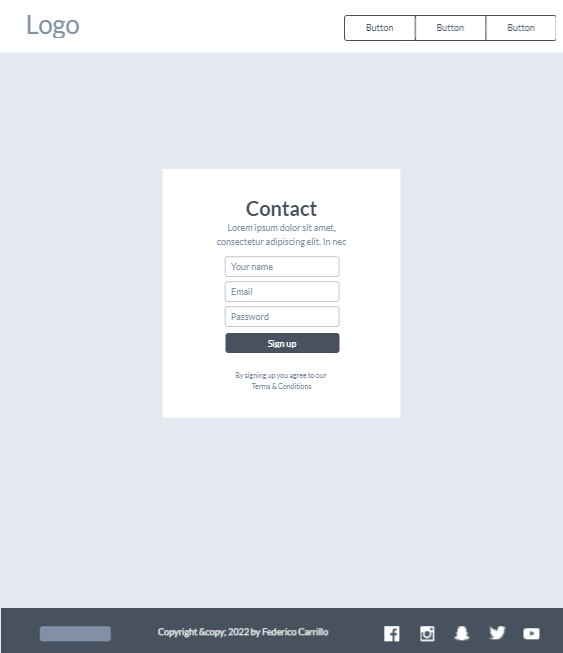 Logo
Button Button Button
Contact
Lorem ipsum dolor sit amet,
consectetur adipiscing elit. In nec
Your name
Email
Password
Sign up
By signing up you agree to our
Terms & Conditions
Copyright &copy; 2022 by Federico Carrillo